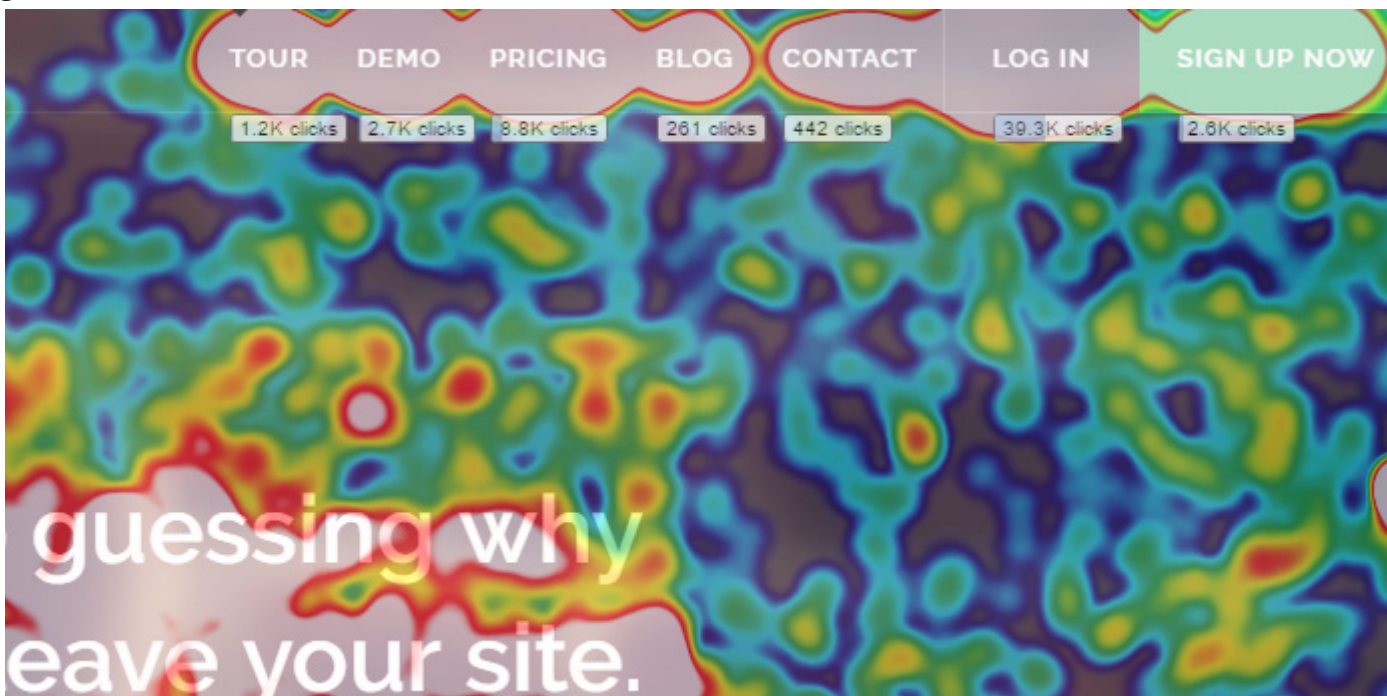 TOUR DEMO PRICING BLOG CONTACT LOG IN SIGN UP NOW
1.2K clicks 2.7K clicks 8.8K clicks 261 clicks 442 clicks 39.3K clicks 2.6K clicks
guessing why
eave your site.